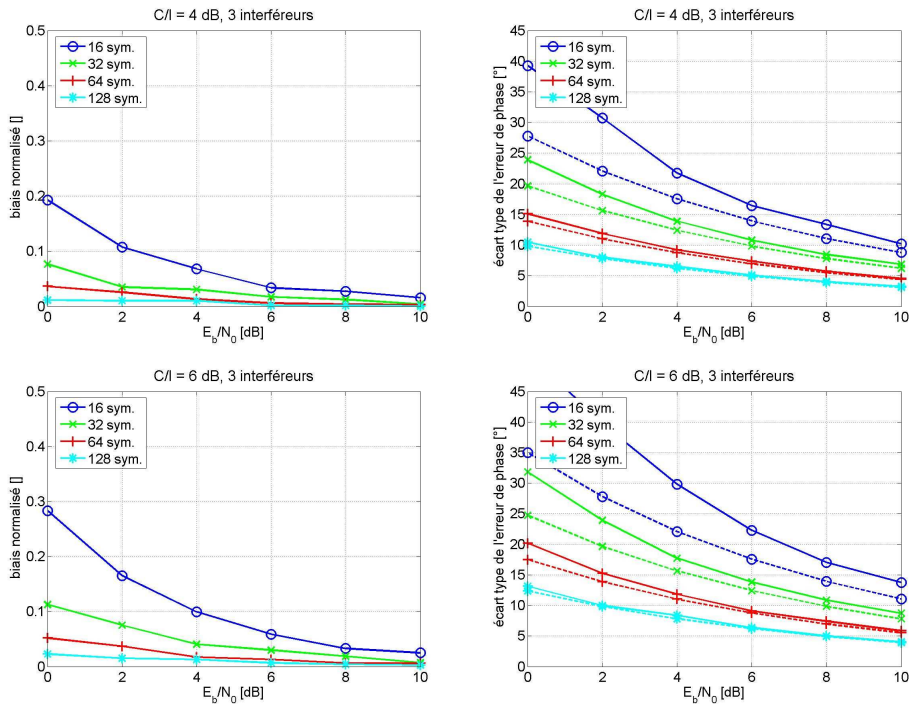 C/I = 4 dB, 3 interféreurs
biais normalisé []
0.5
0.4
0.3
0.2
0.1
0
16 sym.
32 sym.
64 sym.
128 sym.
0 2 4 6 8 10
E_b/N_0 [dB]
C/I = 4 dB, 3 interféreurs
écart type de l'erreur de phase [°]
45
40
35
30
25
20
15
10
5
0
16 sym.
32 sym.
64 sym.
128 sym.
0 2 4 6 8 10
E_b/N_0 [dB]
C/I = 6 dB, 3 interféreurs
biais normalisé []
0.5
0.4
0.3
0.2
0.1
0
16 sym.
32 sym.
64 sym.
128 sym.
0 2 4 6 8 10
E_b/N_0 [dB]
C/I = 6 dB, 3 interféreurs
écart type de l'erreur de phase [°]
45
40
35
30
25
20
15
10
5
0
16 sym.
32 sym.
64 sym.
128 sym.
0 2 4 6 8 10
E_b/N_0 [dB]